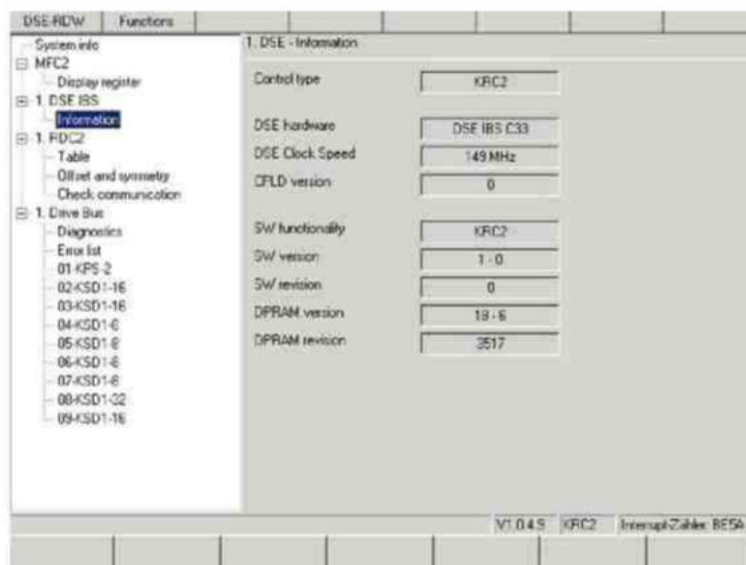 DSE-RDW Functions
System info
MFC2
Display register
1. DSE IBS
Information
1. RDC2
Table
Offset and symmetry
Check communication
1. Drive Bus
Diagnostics
Error list
01-KPS-2
02-KSD1-16
03-KSD1-16
04-KSD1-8
05-KSD1-8
06-KSD1-8
07-KSD1-8
08-KSD1-32
09-KSD1-16
1. DSE - Information
Control type KRC2
DSE hardware DSE IBS C33
DSE Clock Speed 149 MHz
CPLD version 0
SW functionality KRC2
SW version 1 - 0
SW revision 0
DPRAM version 18 - 6
DPRAM revision 3517
V1.0.4.9 KRC2 Interrupt-Zähler: BE5A